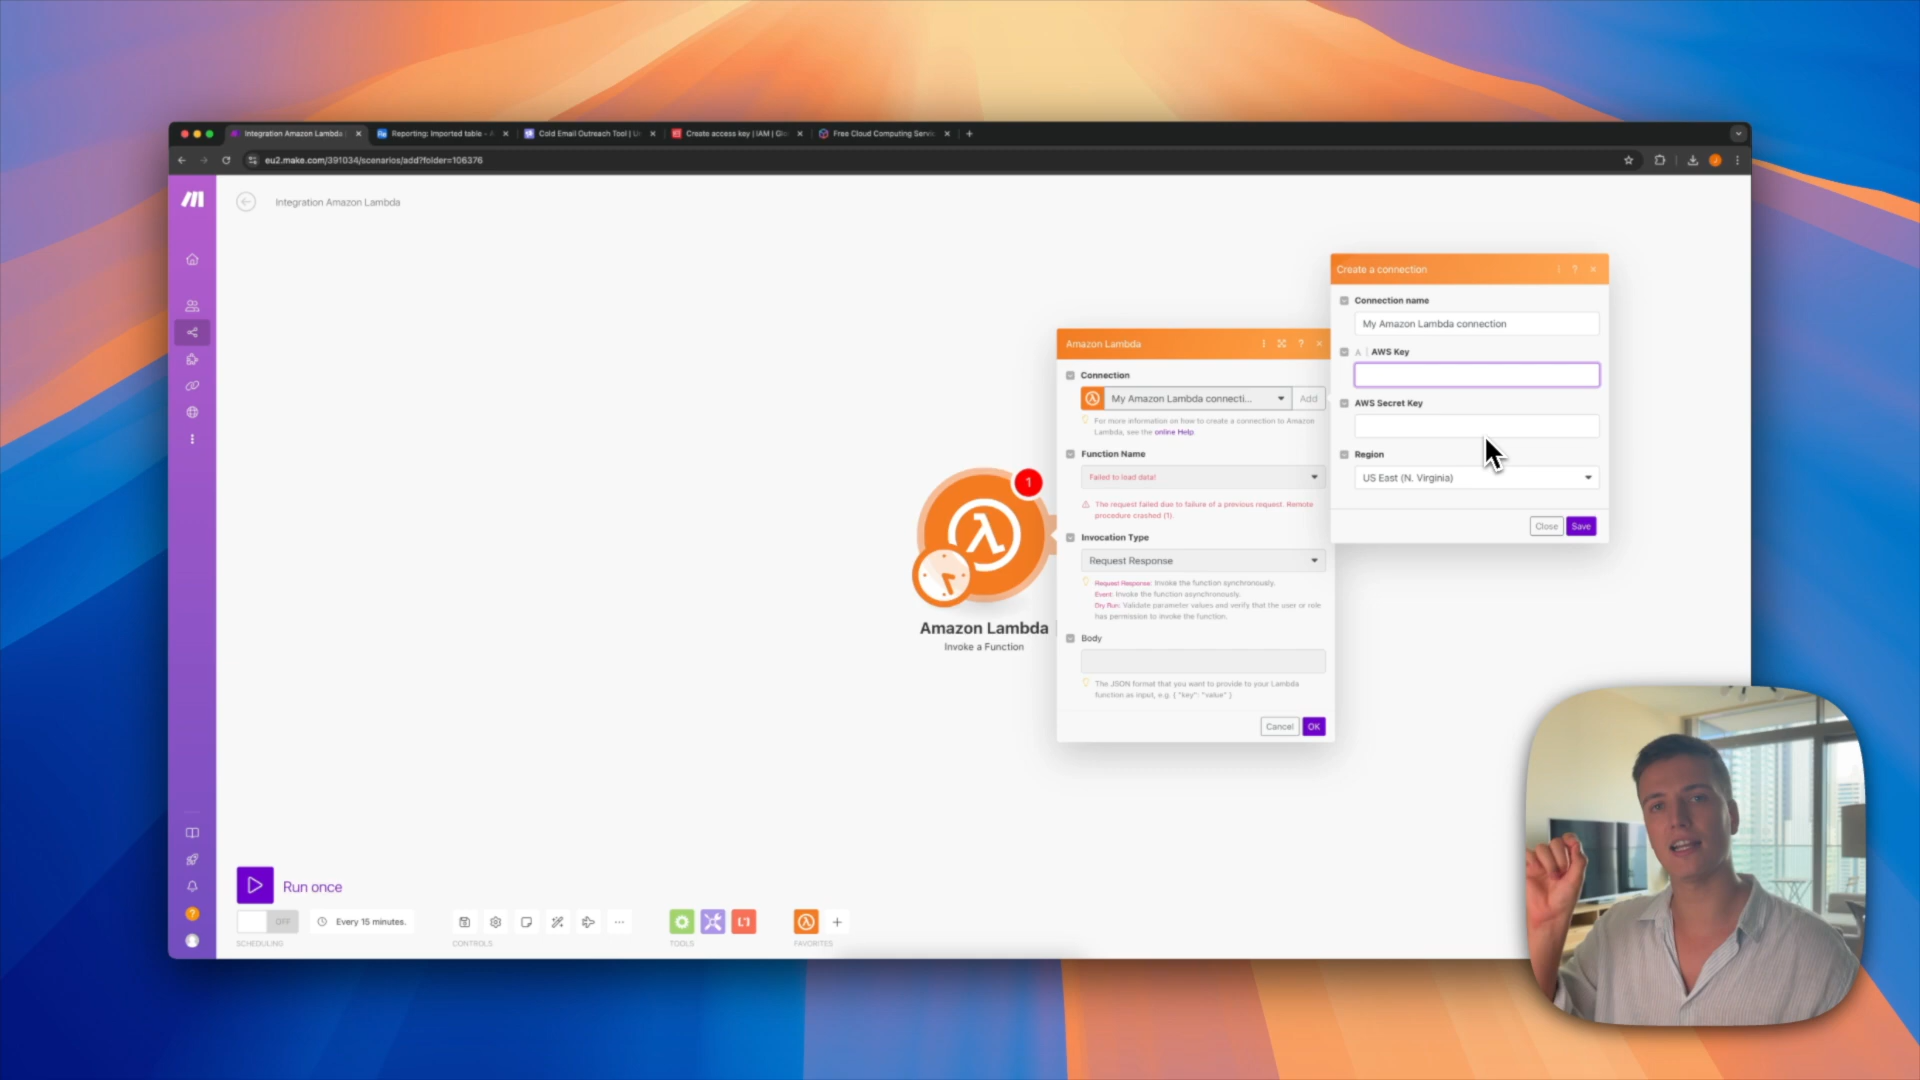 Integration Amazon Lambda
Reporting: Imported table -
Cold Email Outreach Tool |
Create access key | IAM |
Free Cloud Computing Servic
eu2.make.com/391034/scenarios/add?folder=106376
Integration Amazon Lambda
Create a connection
?
Connection name
My Amazon Lambda connection
A | AWS Key
AWS Secret Key
Region
US East (N. Virginia)
Close
Save
Amazon Lambda
?
Connection
My Amazon Lambda connecti...
Add
For more information on how to create a connection to Amazon
Lambda, see the online Help.
Function Name
Failed to load data!
The request failed due to failure of a previous request. Remote
procedure crashed (1).
Invocation Type
Request Response
Request Response: Invoke the function synchronously.
Event: Invoke the function asynchronously.
Dry Run: Validate parameter values and verify that the user or role
has permission to invoke the function.
Body
The JSON format that you want to provide to your Lambda
function as input, e.g. { "key": "value" }
Cancel
OK
1
Amazon Lambda
Invoke a Function
Run once
OFF
Every 15 minutes.
SCHEDULING
CONTROLS
TOOLS
FAVORITES
?